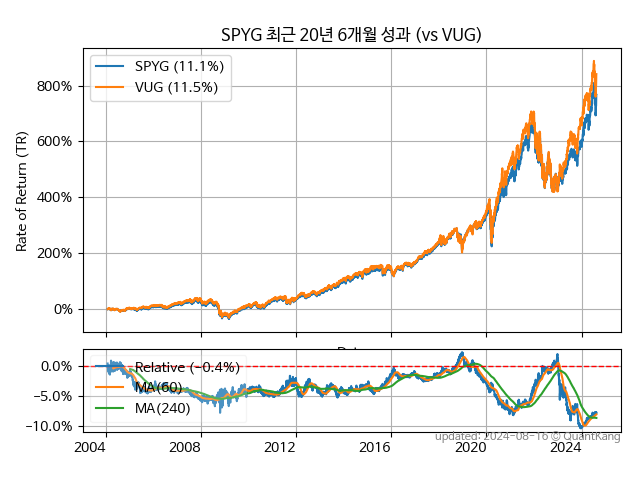 SPYG 최근 20년 6개월 성과 (vs VUG)
SPYG (11.1%)
VUG (11.5%)
Rate of Return (TR)
800%
600%
400%
200%
0%
Relative (-0.4%)
MA(60)
MA(240)
0.0%
−5.0%
−10.0%
2004 2008 2012 2016 2020 2024
updated: 2024-08-16 © QuantKang